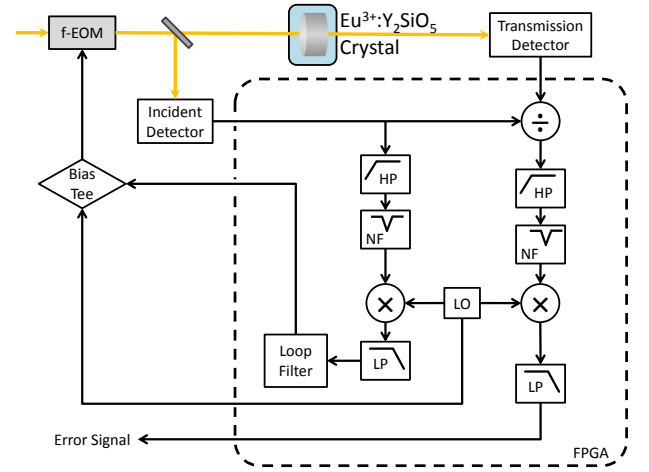 f-EOM
Eu³⁺:Y₂SiO₅
Crystal
Transmission
Detector
Incident
Detector
÷
Bias
Tee
HP
HP
NF
NF
×
LO
×
Loop
Filter
LP
LP
Error Signal
FPGA